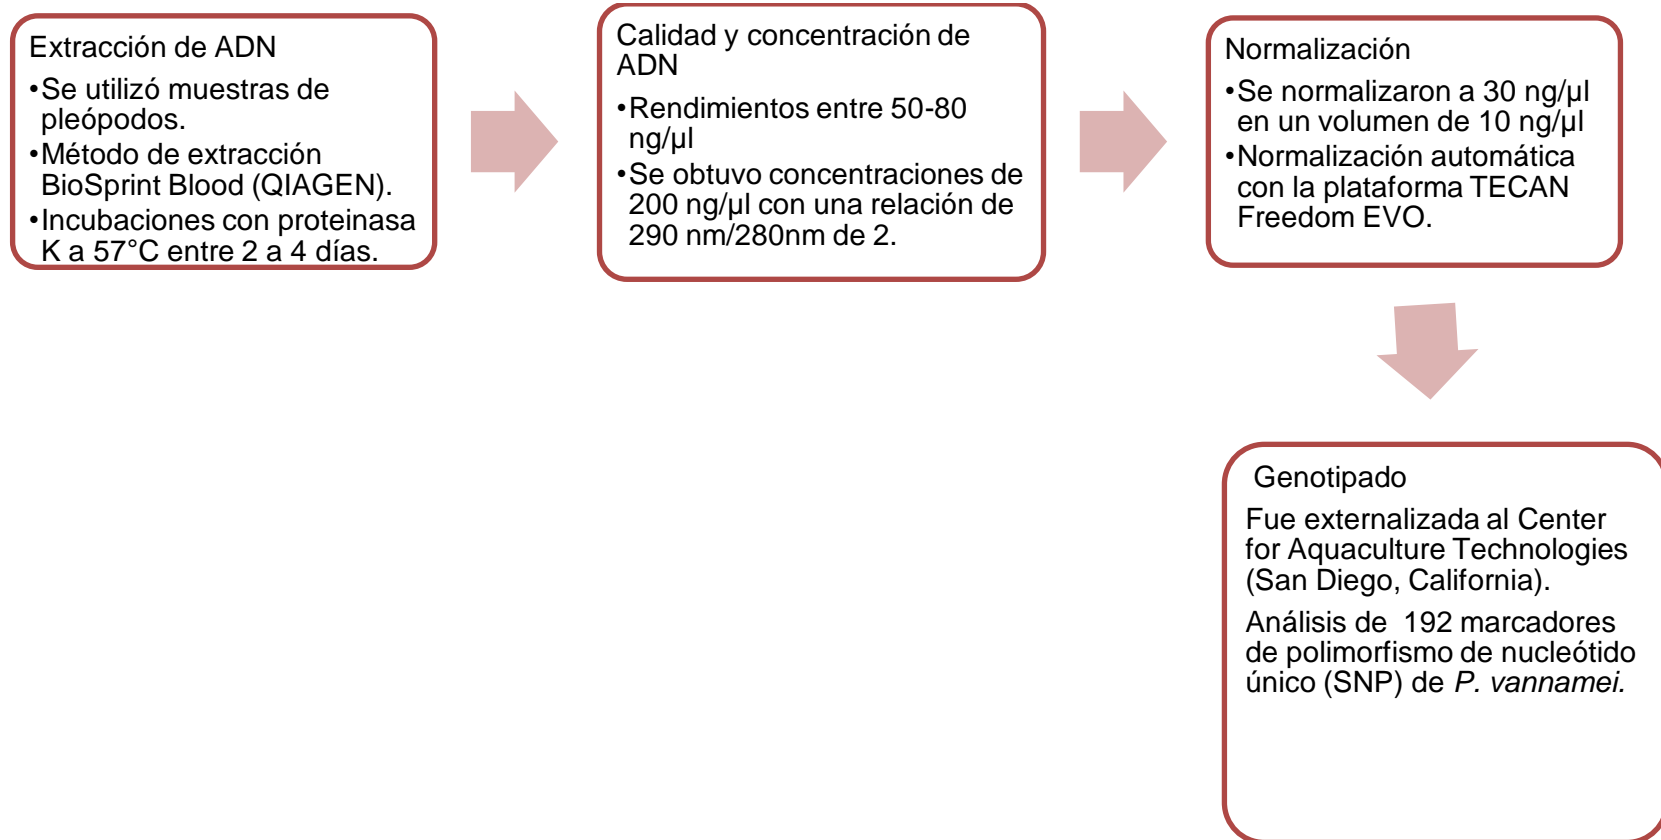 Extracción de ADN
•Se utilizó muestras de
pleópodos.
•Método de extracción
BioSprint Blood (QIAGEN).
•Incubaciones con proteinasa
K a 57°C entre 2 a 4 días.
Calidad y concentración de
ADN
•Rendimientos entre 50-80
ng/µl
•Se obtuvo concentraciones de
200 ng/µl con una relación de
290 nm/280nm de 2.
Normalización
•Se normalizaron a 30 ng/µl
en un volumen de 10 ng/µl
•Normalización automática
con la plataforma TECAN
Freedom EVO.
Genotipado
Fue externalizada al Center
for Aquaculture Technologies
(San Diego, California).
Análisis de 192 marcadores
de polimorfismo de nucleótido
único (SNP) de P. vannamei.